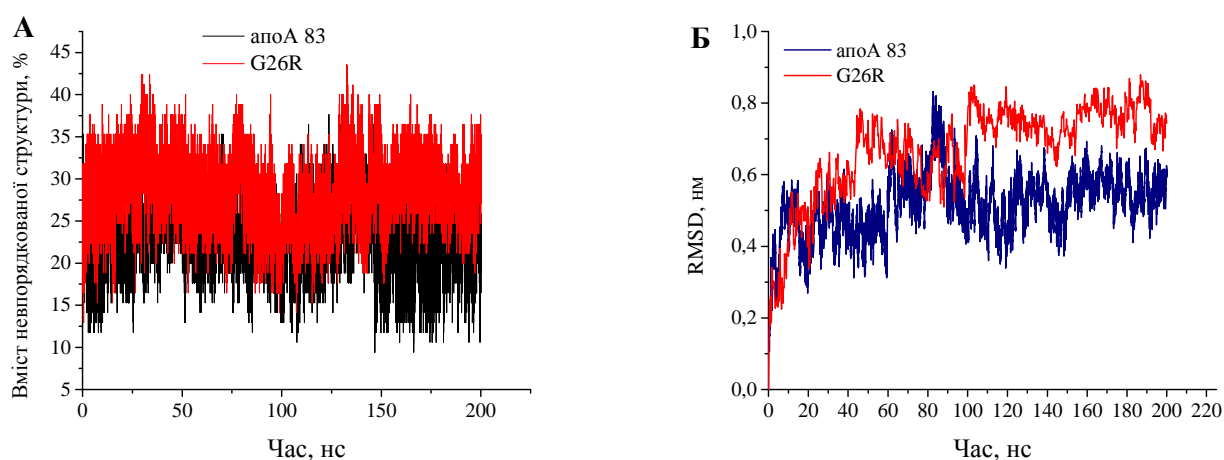 А
апоА 83
G26R
Вміст невпорядкованої структури, %
45
40
35
30
25
20
15
10
5
0
50
100
150
200
Час, нс
Б
апоА 83
G26R
RMSD, нм
1,0
0,8
0,6
0,4
0,2
0,0
0 20 40 60 80 100 120 140 160 180 200 220
Час, нс